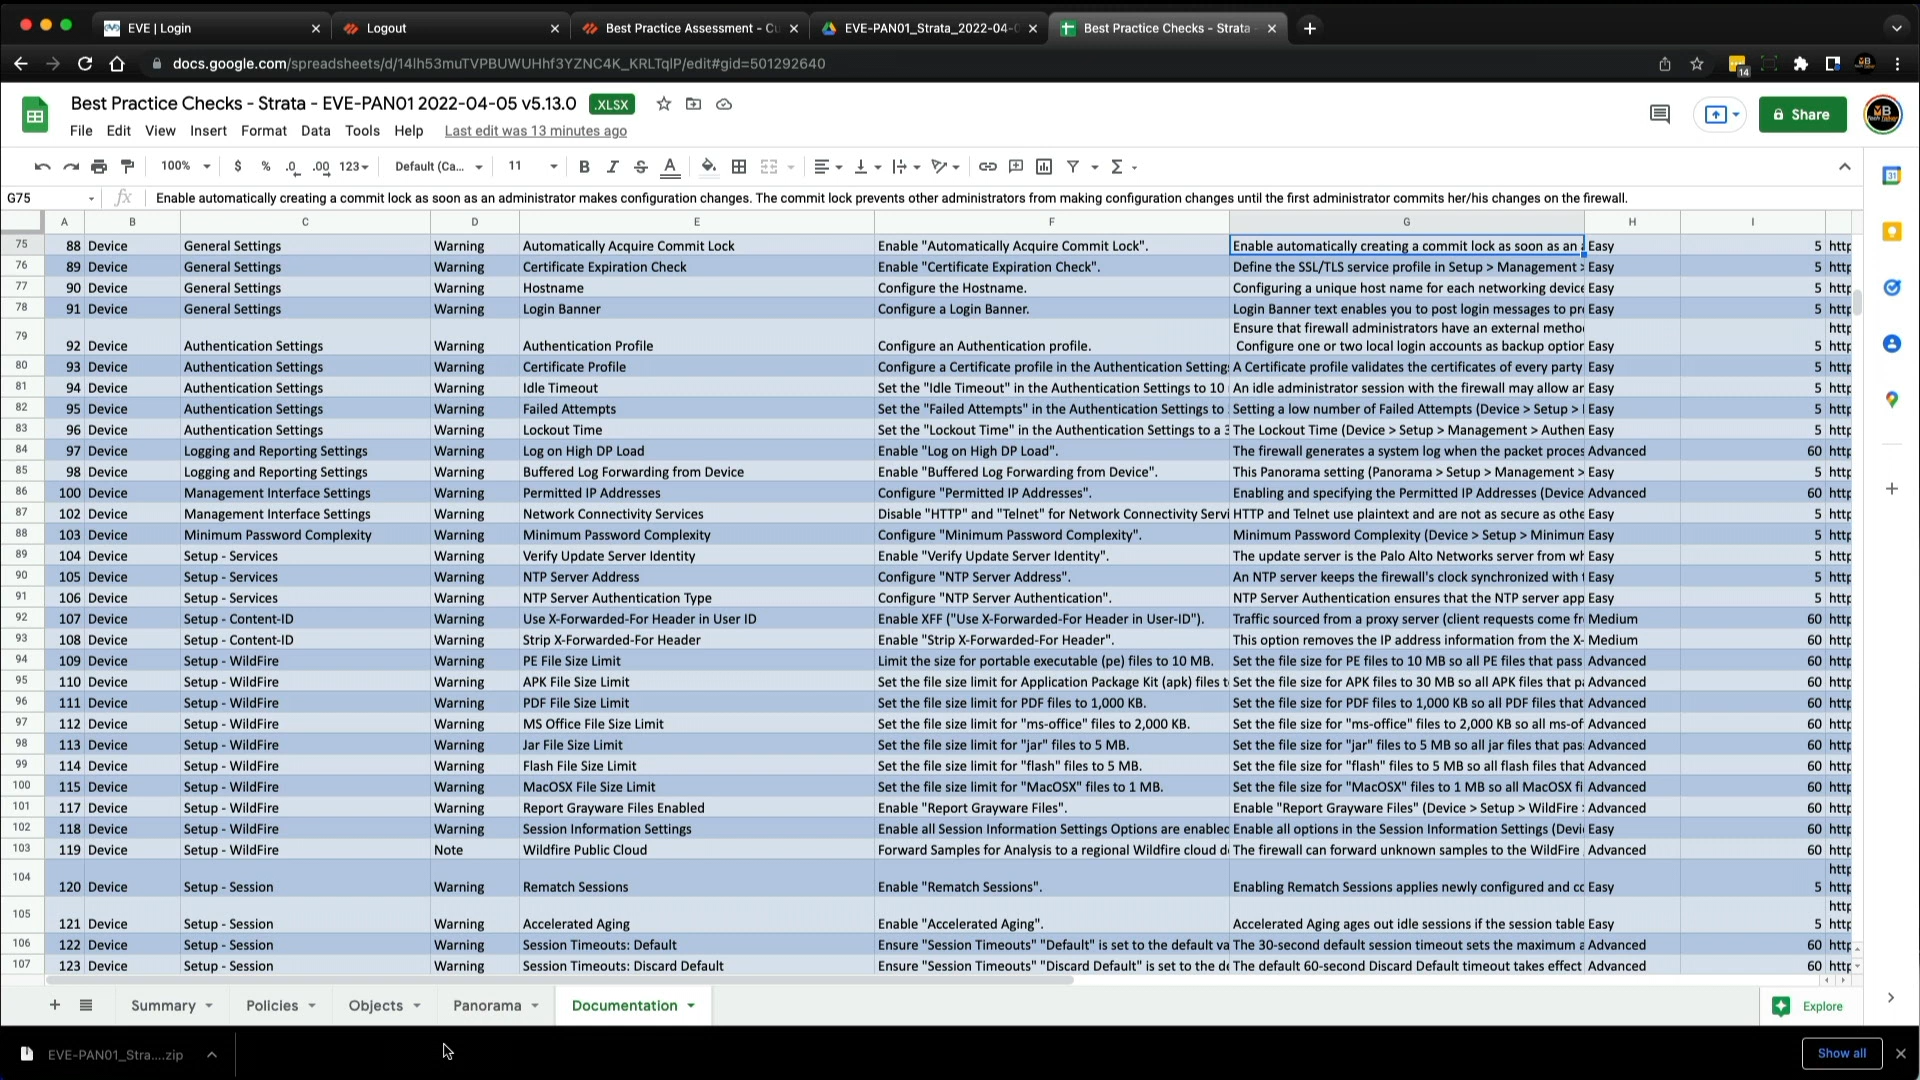 EVE | Login
Logout
Best Practice Assessment - Cu
EVE-PAN01_Strata_2022-04-0
Best Practice Checks - Strata -
docs.google.com/spreadsheets/d/14lh53muTVPBUWUHhf3YZNC4K_KRLTqlP/edit#gid=501292640
14
Best Practice Checks - Strata - EVE-PAN01 2022-04-05 v5.13.0 .XLSX
Share
File Edit View Insert Format Data Tools Help Last edit was 13 minutes ago
100% $ % .0 .00 123 Default (Ca... 11 B I S A
G75 fx Enable automatically creating a commit lock as soon as an administrator makes configuration changes. The commit lock prevents other administrators from making configuration changes until the first administrator commits her/his changes on the firewall.
A B C D E F G H I
75 88 Device General Settings Warning Automatically Acquire Commit Lock Enable "Automatically Acquire Commit Lock". Enable automatically creating a commit lock as soon as an a Easy 5 http
76 89 Device General Settings Warning Certificate Expiration Check Enable "Certificate Expiration Check". Define the SSL/TLS service profile in Setup > Management > Easy 5 http
77 90 Device General Settings Warning Hostname Configure the Hostname. Configuring a unique host name for each networking device Easy 5 http
78 91 Device General Settings Warning Login Banner Configure a Login Banner. Login Banner text enables you to post login messages to pr Easy 5 http
Ensure that firewall administrators have an external metho http
79 92 Device Authentication Settings Warning Authentication Profile Configure an Authentication profile. Configure one or two local login accounts as backup option Easy 5 http
80 93 Device Authentication Settings Warning Certificate Profile Configure a Certificate profile in the Authentication Setting A Certificate profile validates the certificates of every party Easy 5 http
81 94 Device Authentication Settings Warning Idle Timeout Set the "Idle Timeout" in the Authentication Settings to 10 An idle administrator session with the firewall may allow ar Easy 5 http
82 95 Device Authentication Settings Warning Failed Attempts Set the "Failed Attempts" in the Authentication Settings to Setting a low number of Failed Attempts (Device > Setup > Easy 5 http
83 96 Device Authentication Settings Warning Lockout Time Set the "Lockout Time" in the Authentication Settings to a 3 The Lockout Time (Device > Setup > Management > Authen Easy 5 http
84 97 Device Logging and Reporting Settings Warning Log on High DP Load Enable "Log on High DP Load". The firewall generates a system log when the packet proces Advanced 60 http
85 98 Device Logging and Reporting Settings Warning Buffered Log Forwarding from Device Enable "Buffered Log Forwarding from Device". This Panorama setting (Panorama > Setup > Management > Easy 5 http
86 100 Device Management Interface Settings Warning Permitted IP Addresses Configure "Permitted IP Addresses". Enabling and specifying the Permitted IP Addresses (Device Advanced 60 http
87 102 Device Management Interface Settings Warning Network Connectivity Services Disable "HTTP" and "Telnet" for Network Connectivity Servi HTTP and Telnet use plaintext and are not as secure as othe Easy 5 http
88 103 Device Minimum Password Complexity Warning Minimum Password Complexity Configure "Minimum Password Complexity". Minimum Password Complexity (Device > Setup > Minimum Easy 5 http
89 104 Device Setup - Services Warning Verify Update Server Identity Enable "Verify Update Server Identity". The update server is the Palo Alto Networks server from wh Easy 5 http
90 105 Device Setup - Services Warning NTP Server Address Configure "NTP Server Address". An NTP server keeps the firewall's clock synchronized with t Easy 5 http
91 106 Device Setup - Services Warning NTP Server Authentication Type Configure "NTP Server Authentication". NTP Server Authentication ensures that the NTP server app Easy 5 http
92 107 Device Setup - Content-ID Warning Use X-Forwarded-For Header in User ID Enable XFF ("Use X-Forwarded-For Header in User-ID"). Traffic sourced from a proxy server (client requests come fr Medium 60 http
93 108 Device Setup - Content-ID Warning Strip X-Forwarded-For Header Enable "Strip X-Forwarded-For Header". This option removes the IP address information from the X- Medium 60 http
94 109 Device Setup - WildFire Warning PE File Size Limit Limit the size for portable executable (pe) files to 10 MB. Set the file size for PE files to 10 MB so all PE files that pass Advanced 60 http
95 110 Device Setup - WildFire Warning APK File Size Limit Set the file size limit for Application Package Kit (apk) files t Set the file size for APK files to 30 MB so all APK files that pa Advanced 60 http
96 111 Device Setup - WildFire Warning PDF File Size Limit Set the file size limit for PDF files to 1,000 KB. Set the file size for PDF files to 1,000 KB so all PDF files that Advanced 60 http
97 112 Device Setup - WildFire Warning MS Office File Size Limit Set the file size limit for "ms-office" files to 2,000 KB. Set the file size for "ms-office" files to 2,000 KB so all ms-of Advanced 60 http
98 113 Device Setup - WildFire Warning Jar File Size Limit Set the file size limit for "jar" files to 5 MB. Set the file size for "jar" files to 5 MB so all jar files that pas Advanced 60 http
99 114 Device Setup - WildFire Warning Flash File Size Limit Set the file size limit for "flash" files to 5 MB. Set the file size for "flash" files to 5 MB so all flash files that Advanced 60 http
100 115 Device Setup - WildFire Warning MacOSX File Size Limit Set the file size limit for "MacOSX" files to 1 MB. Set the file size for "MacOSX" files to 1 MB so all MacOSX fi Advanced 60 http
101 117 Device Setup - WildFire Warning Report Grayware Files Enabled Enable "Report Grayware Files". Enable "Report Grayware Files" (Device > Setup > WildFire Advanced 60 http
102 118 Device Setup - WildFire Warning Session Information Settings Enable all Session Information Settings Options are enabled Enable all options in the Session Information Settings (Devi Easy 60 http
103 119 Device Setup - WildFire Note Wildfire Public Cloud Forward Samples for Analysis to a regional Wildfire cloud d The firewall can forward unknown samples to the WildFire Advanced 60 http
http
104 120 Device Setup - Session Warning Rematch Sessions Enable "Rematch Sessions". Enabling Rematch Sessions applies newly configured and cc Easy 5 http
http
105 121 Device Setup - Session Warning Accelerated Aging Enable "Accelerated Aging". Accelerated Aging ages out idle sessions if the session table Easy 5 http
106 122 Device Setup - Session Warning Session Timeouts: Default Ensure "Session Timeouts" "Default" is set to the default va The 30-second default session timeout sets the maximum a Advanced 60 http
107 123 Device Setup - Session Warning Session Timeouts: Discard Default Ensure "Session Timeouts" "Discard Default" is set to the de The default 60-second Discard Default timeout takes effect Advanced 60 http
Summary Policies Objects Panorama Documentation Explore
EVE-PAN01_Stra....zip Show all